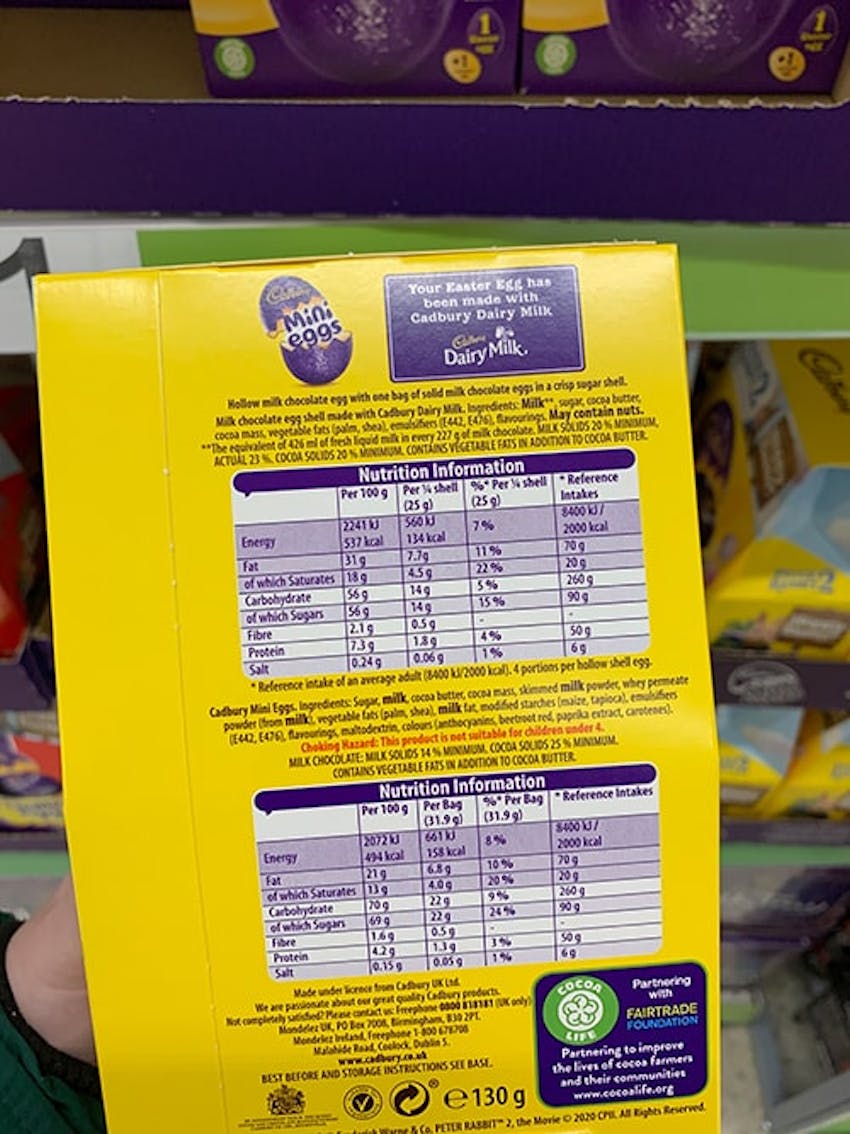 1
1
+1
+1
1
Cadbury
Mini
eggs
Your Easter Egg has
been made with
Cadbury Dairy Milk
Cadbury
Dairy Milk.
Hollow milk chocolate egg with one bag of solid milk chocolate eggs in a crisp sugar shell.
Milk chocolate egg shell made with Cadbury Dairy Milk. Ingredients: Milk**, sugar, cocoa butter,
cocoa mass, vegetable fats (palm, shea), emulsifiers (E442, E476), flavourings. May contain nuts.
**The equivalent of 426 ml of fresh liquid milk in every 227 g of milk chocolate. MILK SOLIDS 20 % MINIMUM,
ACTUAL 23 %. COCOA SOLIDS 20 % MINIMUM. CONTAINS VEGETABLE FATS IN ADDITION TO COCOA BUTTER.
Nutrition Information
Per 100 g Per ¼ shell %* Per ¼ shell * Reference
(25 g) (25 g) Intakes
2241 kJ 560 kJ 7 % 8400 kJ /
Energy 537 kcal 134 kcal 2000 kcal
Fat 31 g 7.7g 11 % 70 g
of which Saturates 18 g 4.5 g 22 % 20 g
Carbohydrate 56 g 14 g 5 % 260 g
of which Sugars 56 g 14 g 15 % 90 g
Fibre 2.1 g 0.5 g - -
Protein 7.3 g 1.8 g 4 % 50 g
Salt 0.24 g 0.06 g 1 % 6 g
* Reference intake of an average adult (8400 kJ/2000 kcal). 4 portions per hollow shell egg.
Cadbury Mini Eggs. Ingredients: Sugar, milk, cocoa butter, cocoa mass, skimmed milk powder, whey permeate
powder (from milk), vegetable fats (palm, shea), milk fat, modified starches (maize, tapioca), emulsifiers
(E442, E476), flavourings, maltodextrin, colours (anthocyanins, beetroot red, paprika extract, carotenes).
Choking Hazard: This product is not suitable for children under 4.
MILK CHOCOLATE: MILK SOLIDS 14 % MINIMUM. COCOA SOLIDS 25 % MINIMUM.
CONTAINS VEGETABLE FATS IN ADDITION TO COCOA BUTTER.
Nutrition Information
Per 100 g Per Bag %* Per Bag * Reference Intakes
(31.9 g) (31.9 g)
2072 kJ 661 kJ 8 % 8400 kJ /
Energy 494 kcal 158 kcal 2000 kcal
Fat 21 g 6.8 g 10 % 70 g
of which Saturates 13 g 4.0 g 20 % 20 g
Carbohydrate 70 g 22 g 9 % 260 g
of which Sugars 69 g 22 g 24 % 90 g
Fibre 1.6 g 0.5 g - -
Protein 4.2 g 1.3 g 3 % 50 g
Salt 0.15 g 0.05 g 1 % 6 g
Made under licence from Cadbury UK Ltd.
We are passionate about our great quality Cadbury products.
Not completely satisfied? Please contact us: Freephone 0800 818181 (UK only)
Mondelez UK, PO Box 7008, Birmingham, B30 2PT.
Mondelez Ireland, Freephone 1-800 678708
Malahide Road, Coolock, Dublin 5.
www.cadbury.co.uk
BEST BEFORE AND STORAGE INSTRUCTIONS SEE BASE.
COCOA
LIFE
Partnering
with
FAIRTRADE
FOUNDATION
Partnering to improve
the lives of cocoa farmers
and their communities
www.cocoalife.org
® e 130 g
Warne & Co. PETER RABBIT™ 2, the Movie © 2020 CPII. All Rights Reserved.